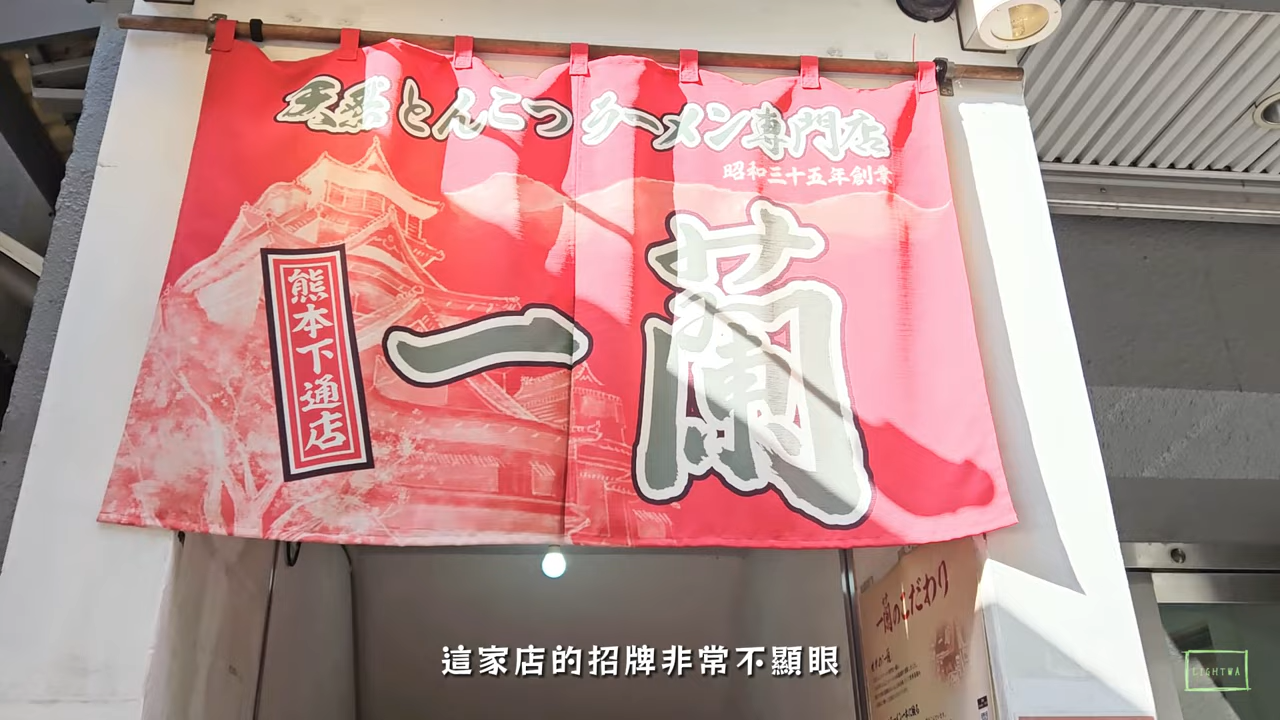 天然とんこつラーメン専門店
昭和三十五年創業
一蘭
熊本下通店
一蘭のこだわり
這家店的招牌非常不顯眼
LIGHTWA